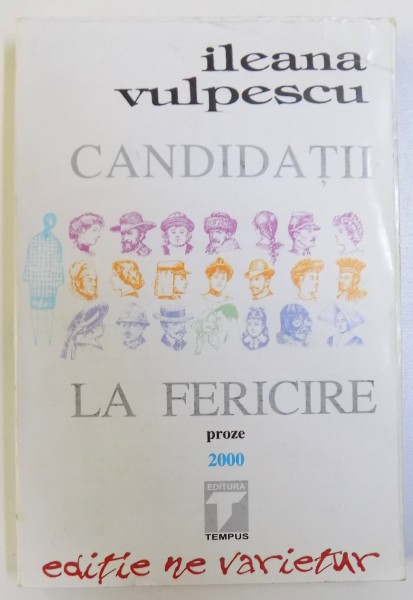 ileana
vulpescu
CANDIDAȚII
LA FERICIRE
proze
2000
EDITURA
T
TEMPUS
ediție ne varietur